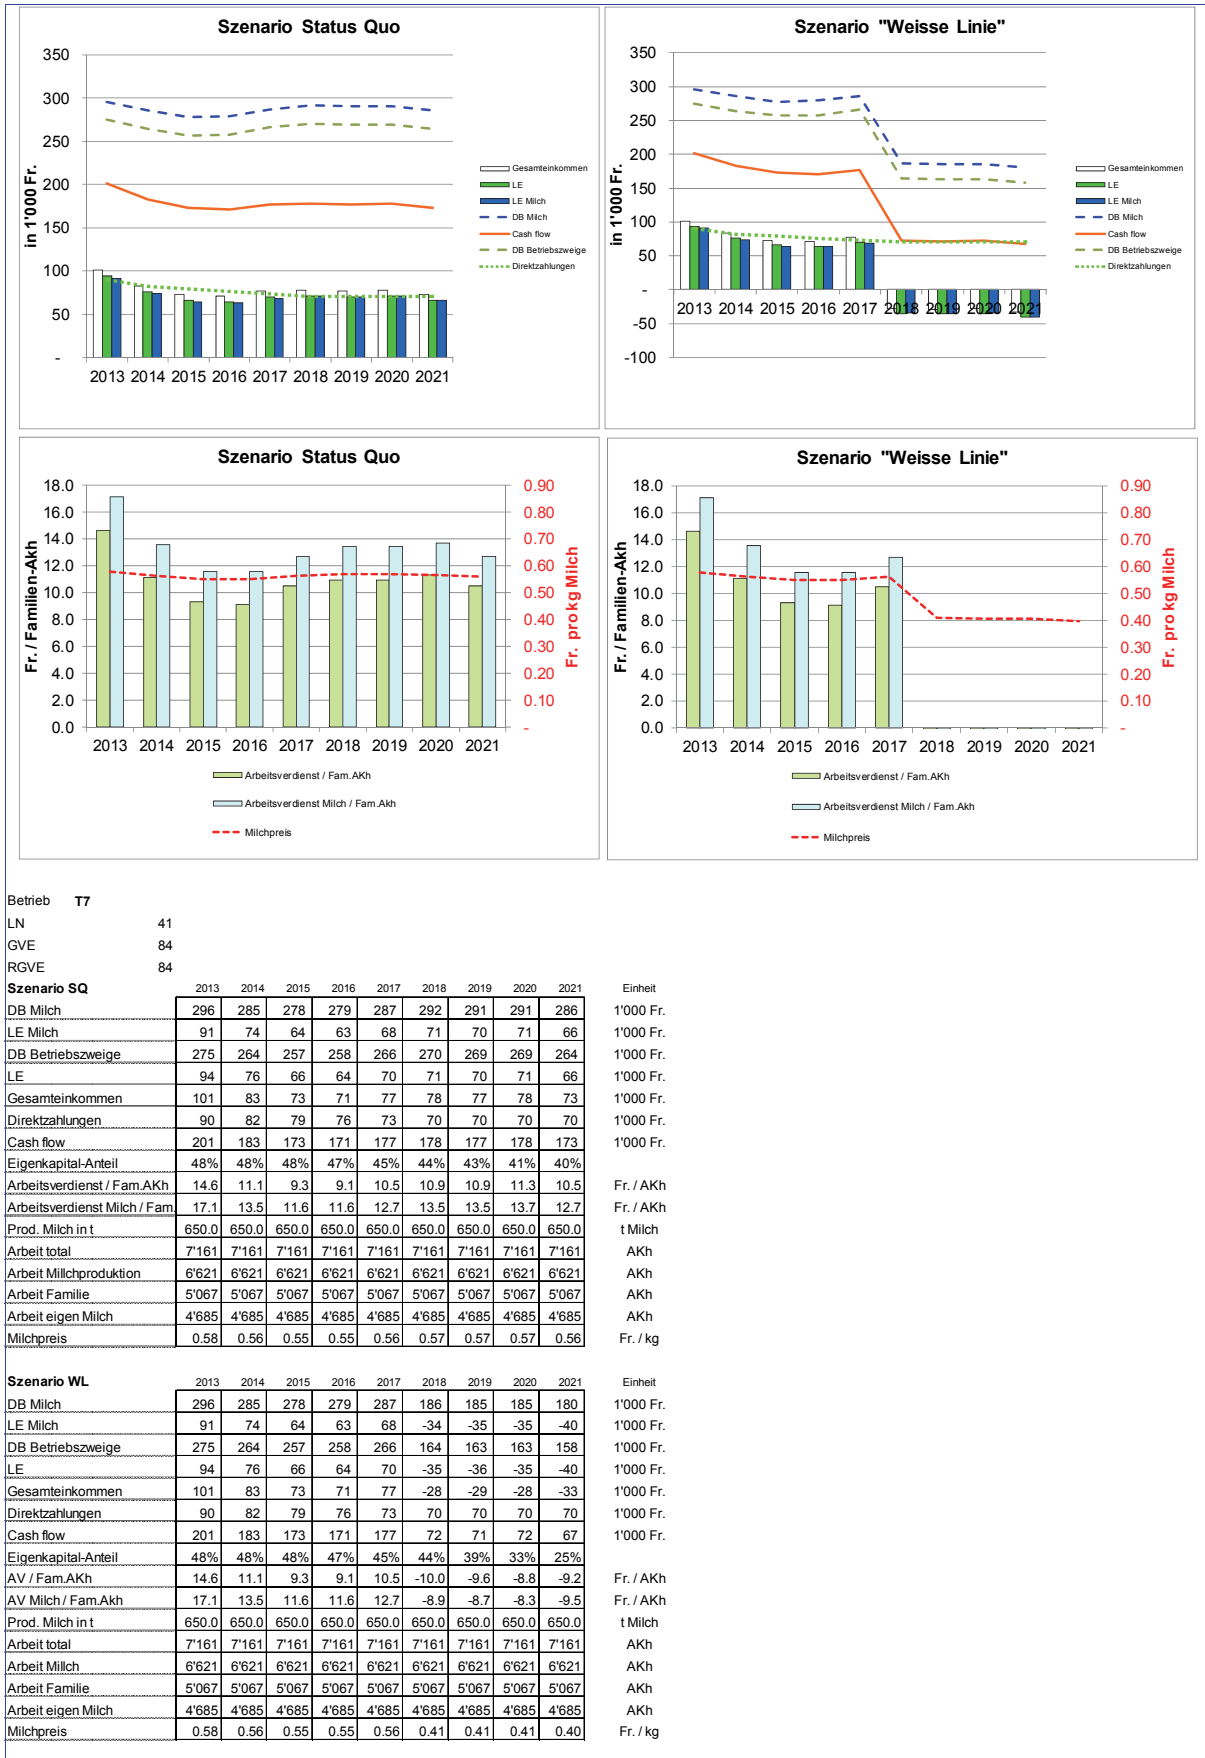 Szenario Status Quo
350
300
250
200
150
100
50
-
in 1'000 Fr.
2013 2014 2015 2016 2017 2018 2019 2020 2021
Gesamteinkommen
LE
LE Milch
DB Milch
Cash flow
DB Betriebszweige
Direktzahlungen
Szenario "Weisse Linie"
350
300
250
200
150
100
50
-
-50
-100
in 1'000 Fr.
2013 2014 2015 2016 2017 2018 2019 2020 2021
Gesamteinkommen
LE
LE Milch
DB Milch
Cash flow
DB Betriebszweige
Direktzahlungen
Szenario Status Quo
18.0
16.0
14.0
12.0
10.0
8.0
6.0
4.0
2.0
0.0
Fr. / Familien-Akh
0.90
0.80
0.70
0.60
0.50
0.40
0.30
0.20
0.10
-
Fr. pro kg Milch
2013 2014 2015 2016 2017 2018 2019 2020 2021
Arbeitsverdienst / Fam.AKh
Arbeitsverdienst Milch / Fam.Akh
Milchpreis
Szenario "Weisse Linie"
18.0
16.0
14.0
12.0
10.0
8.0
6.0
4.0
2.0
0.0
Fr. / Familien-Akh
0.90
0.80
0.70
0.60
0.50
0.40
0.30
0.20
0.10
-
Fr. pro kg Milch
2013 2014 2015 2016 2017 2018 2019 2020 2021
Arbeitsverdienst / Fam.AKh
Arbeitsverdienst Milch / Fam.Akh
Milchpreis
Betrieb T7
LN 41
GVE 84
RGVE 84
Szenario SQ 2013 2014 2015 2016 2017 2018 2019 2020 2021 Einheit
DB Milch 296 285 278 279 287 292 291 291 286 1'000 Fr.
LE Milch 91 74 64 63 68 71 70 71 66 1'000 Fr.
DB Betriebszweige 275 264 257 258 266 270 269 269 264 1'000 Fr.
LE 94 76 66 64 70 71 70 71 66 1'000 Fr.
Gesamteinkommen 101 83 73 71 77 78 77 78 73 1'000 Fr.
Direktzahlungen 90 82 79 76 73 70 70 70 70 1'000 Fr.
Cash flow 201 183 173 171 177 178 177 178 173 1'000 Fr.
Eigenkapital-Anteil 48% 48% 48% 47% 45% 44% 43% 41% 40%
Arbeitsverdienst / Fam.AKh 14.6 11.1 9.3 9.1 10.5 10.9 10.9 11.3 10.5 Fr. / AKh
Arbeitsverdienst Milch / Fam. 17.1 13.5 11.6 11.6 12.7 13.5 13.5 13.7 12.7 Fr. / AKh
Prod. Milch in t 650.0 650.0 650.0 650.0 650.0 650.0 650.0 650.0 650.0 t Milch
Arbeit total 7'161 7'161 7'161 7'161 7'161 7'161 7'161 7'161 7'161 AKh
Arbeit Millchproduktion 6'621 6'621 6'621 6'621 6'621 6'621 6'621 6'621 6'621 AKh
Arbeit Familie 5'067 5'067 5'067 5'067 5'067 5'067 5'067 5'067 5'067 AKh
Arbeit eigen Milch 4'685 4'685 4'685 4'685 4'685 4'685 4'685 4'685 4'685 AKh
Milchpreis 0.58 0.56 0.55 0.55 0.56 0.57 0.57 0.57 0.56 Fr. / kg
Szenario WL 2013 2014 2015 2016 2017 2018 2019 2020 2021 Einheit
DB Milch 296 285 278 279 287 186 185 185 180 1'000 Fr.
LE Milch 91 74 64 63 68 -34 -35 -35 -40 1'000 Fr.
DB Betriebszweige 275 264 257 258 266 164 163 163 158 1'000 Fr.
LE 94 76 66 64 70 -35 -36 -35 -40 1'000 Fr.
Gesamteinkommen 101 83 73 71 77 -28 -29 -28 -33 1'000 Fr.
Direktzahlungen 90 82 79 76 73 70 70 70 70 1'000 Fr.
Cash flow 201 183 173 171 177 72 71 72 67 1'000 Fr.
Eigenkapital-Anteil 48% 48% 48% 47% 45% 44% 39% 33% 25%
AV / Fam.AKh 14.6 11.1 9.3 9.1 10.5 -10.0 -9.6 -8.8 -9.2 Fr. / AKh
AV Milch / Fam.Akh 17.1 13.5 11.6 11.6 12.7 -8.9 -8.7 -8.3 -9.5 Fr. / AKh
Prod. Milch in t 650.0 650.0 650.0 650.0 650.0 650.0 650.0 650.0 650.0 t Milch
Arbeit total 7'161 7'161 7'161 7'161 7'161 7'161 7'161 7'161 7'161 AKh
Arbeit Millch 6'621 6'621 6'621 6'621 6'621 6'621 6'621 6'621 6'621 AKh
Arbeit Familie 5'067 5'067 5'067 5'067 5'067 5'067 5'067 5'067 5'067 AKh
Arbeit eigen Milch 4'685 4'685 4'685 4'685 4'685 4'685 4'685 4'685 4'685 AKh
Milchpreis 0.58 0.56 0.55 0.55 0.56 0.41 0.41 0.41 0.40 Fr. / kg